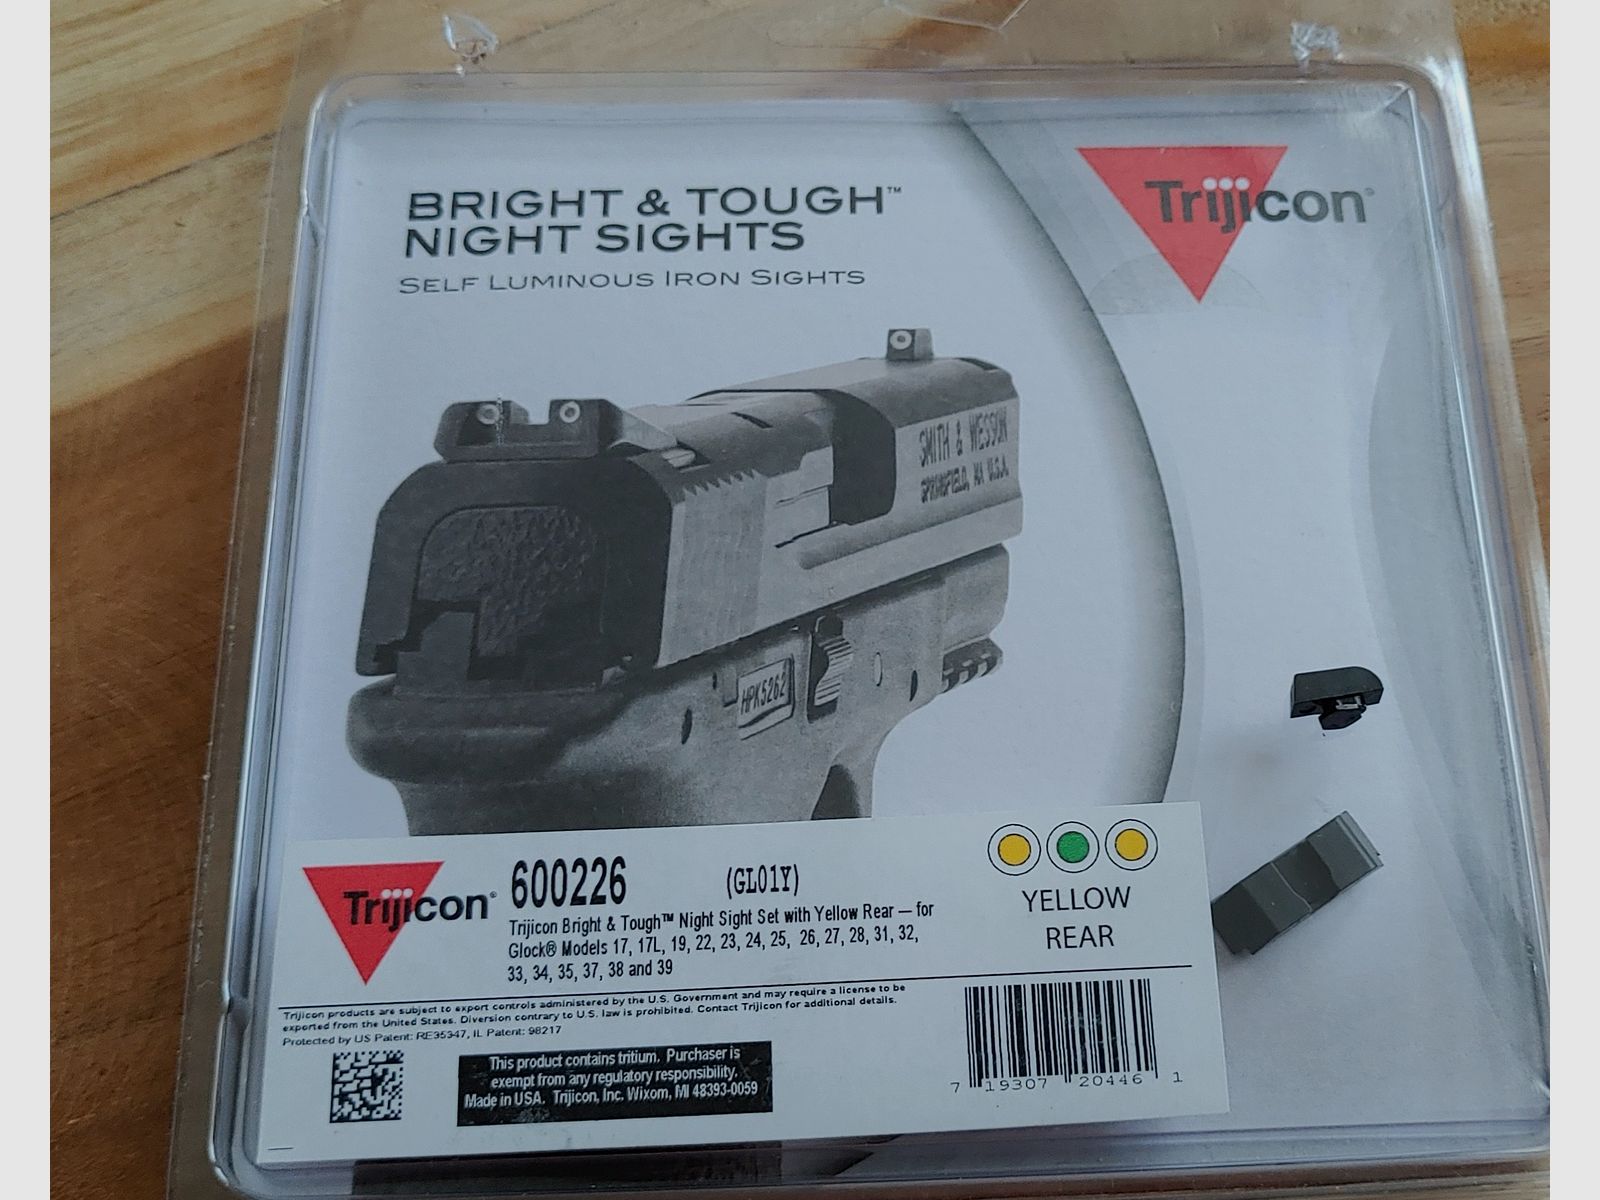 BRIGHT & TOUGH™
NIGHT SIGHTS
SELF LUMINOUS IRON SIGHTS
Trijicon®
SMITH & WESSON
SPRINGFIELD, MA U.S.A.
HPK5262
Trijicon®
600226 (GL01Y)
Trijicon Bright & Tough™ Night Sight Set with Yellow Rear — for
Glock® Models 17, 17L, 19, 22, 23, 24, 25, 26, 27, 28, 31, 32,
33, 34, 35, 37, 38 and 39
YELLOW
REAR
Trijicon products are subject to export controls administered by the U.S. Government and may require a license to be
exported from the United States. Diversion contrary to U.S. law is prohibited. Contact Trijicon for additional details.
Protected by US Patent: RE35347, IL Patent: 98217
This product contains tritium. Purchaser is
exempt from any regulatory responsibility.
Made in USA. Trijicon, Inc. Wixom, MI 48393-0059
7 19307 20446 1